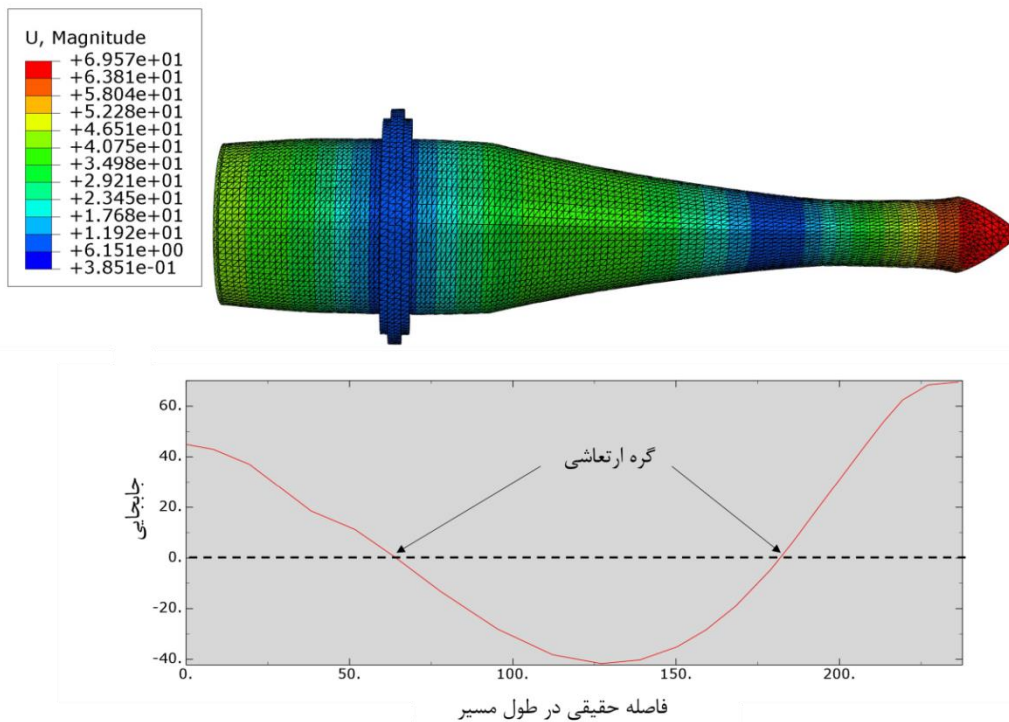 U, Magnitude
+6.957e+01
+6.381e+01
+5.804e+01
+5.228e+01
+4.651e+01
+4.075e+01
+3.498e+01
+2.921e+01
+2.345e+01
+1.768e+01
+1.192e+01
+6.151e+00
+3.851e-01
60.
40.
20.
0.
-20.
-40.
جابجایی
گره ارتعاشی
0. 50. 100. 150. 200.
فاصله حقیقی در طول مسیر